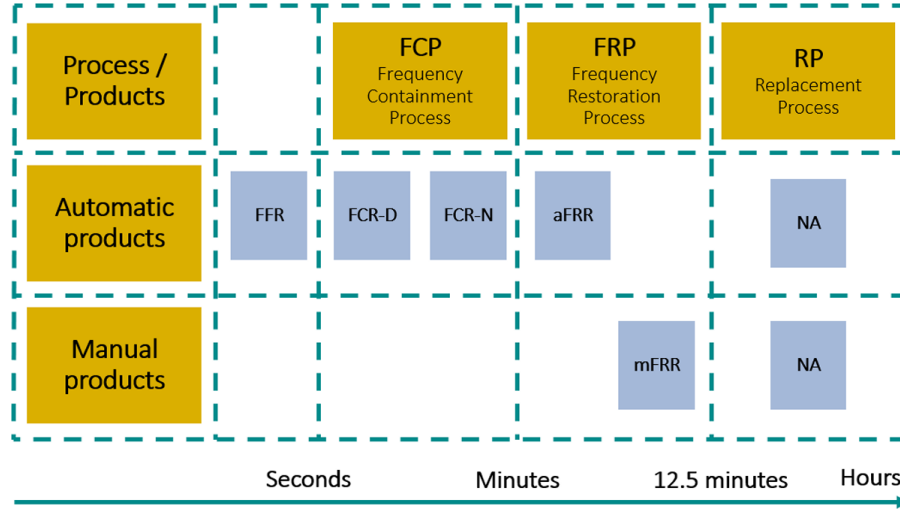 Process /
Products
FCP
Frequency
Containment
Process
FRP
Frequency
Restoration
Process
RP
Replacement
Process
Automatic
products
FFR
FCR-D
FCR-N
aFRR
NA
Manual
products
mFRR
NA
Seconds
Minutes
12.5 minutes
Hours